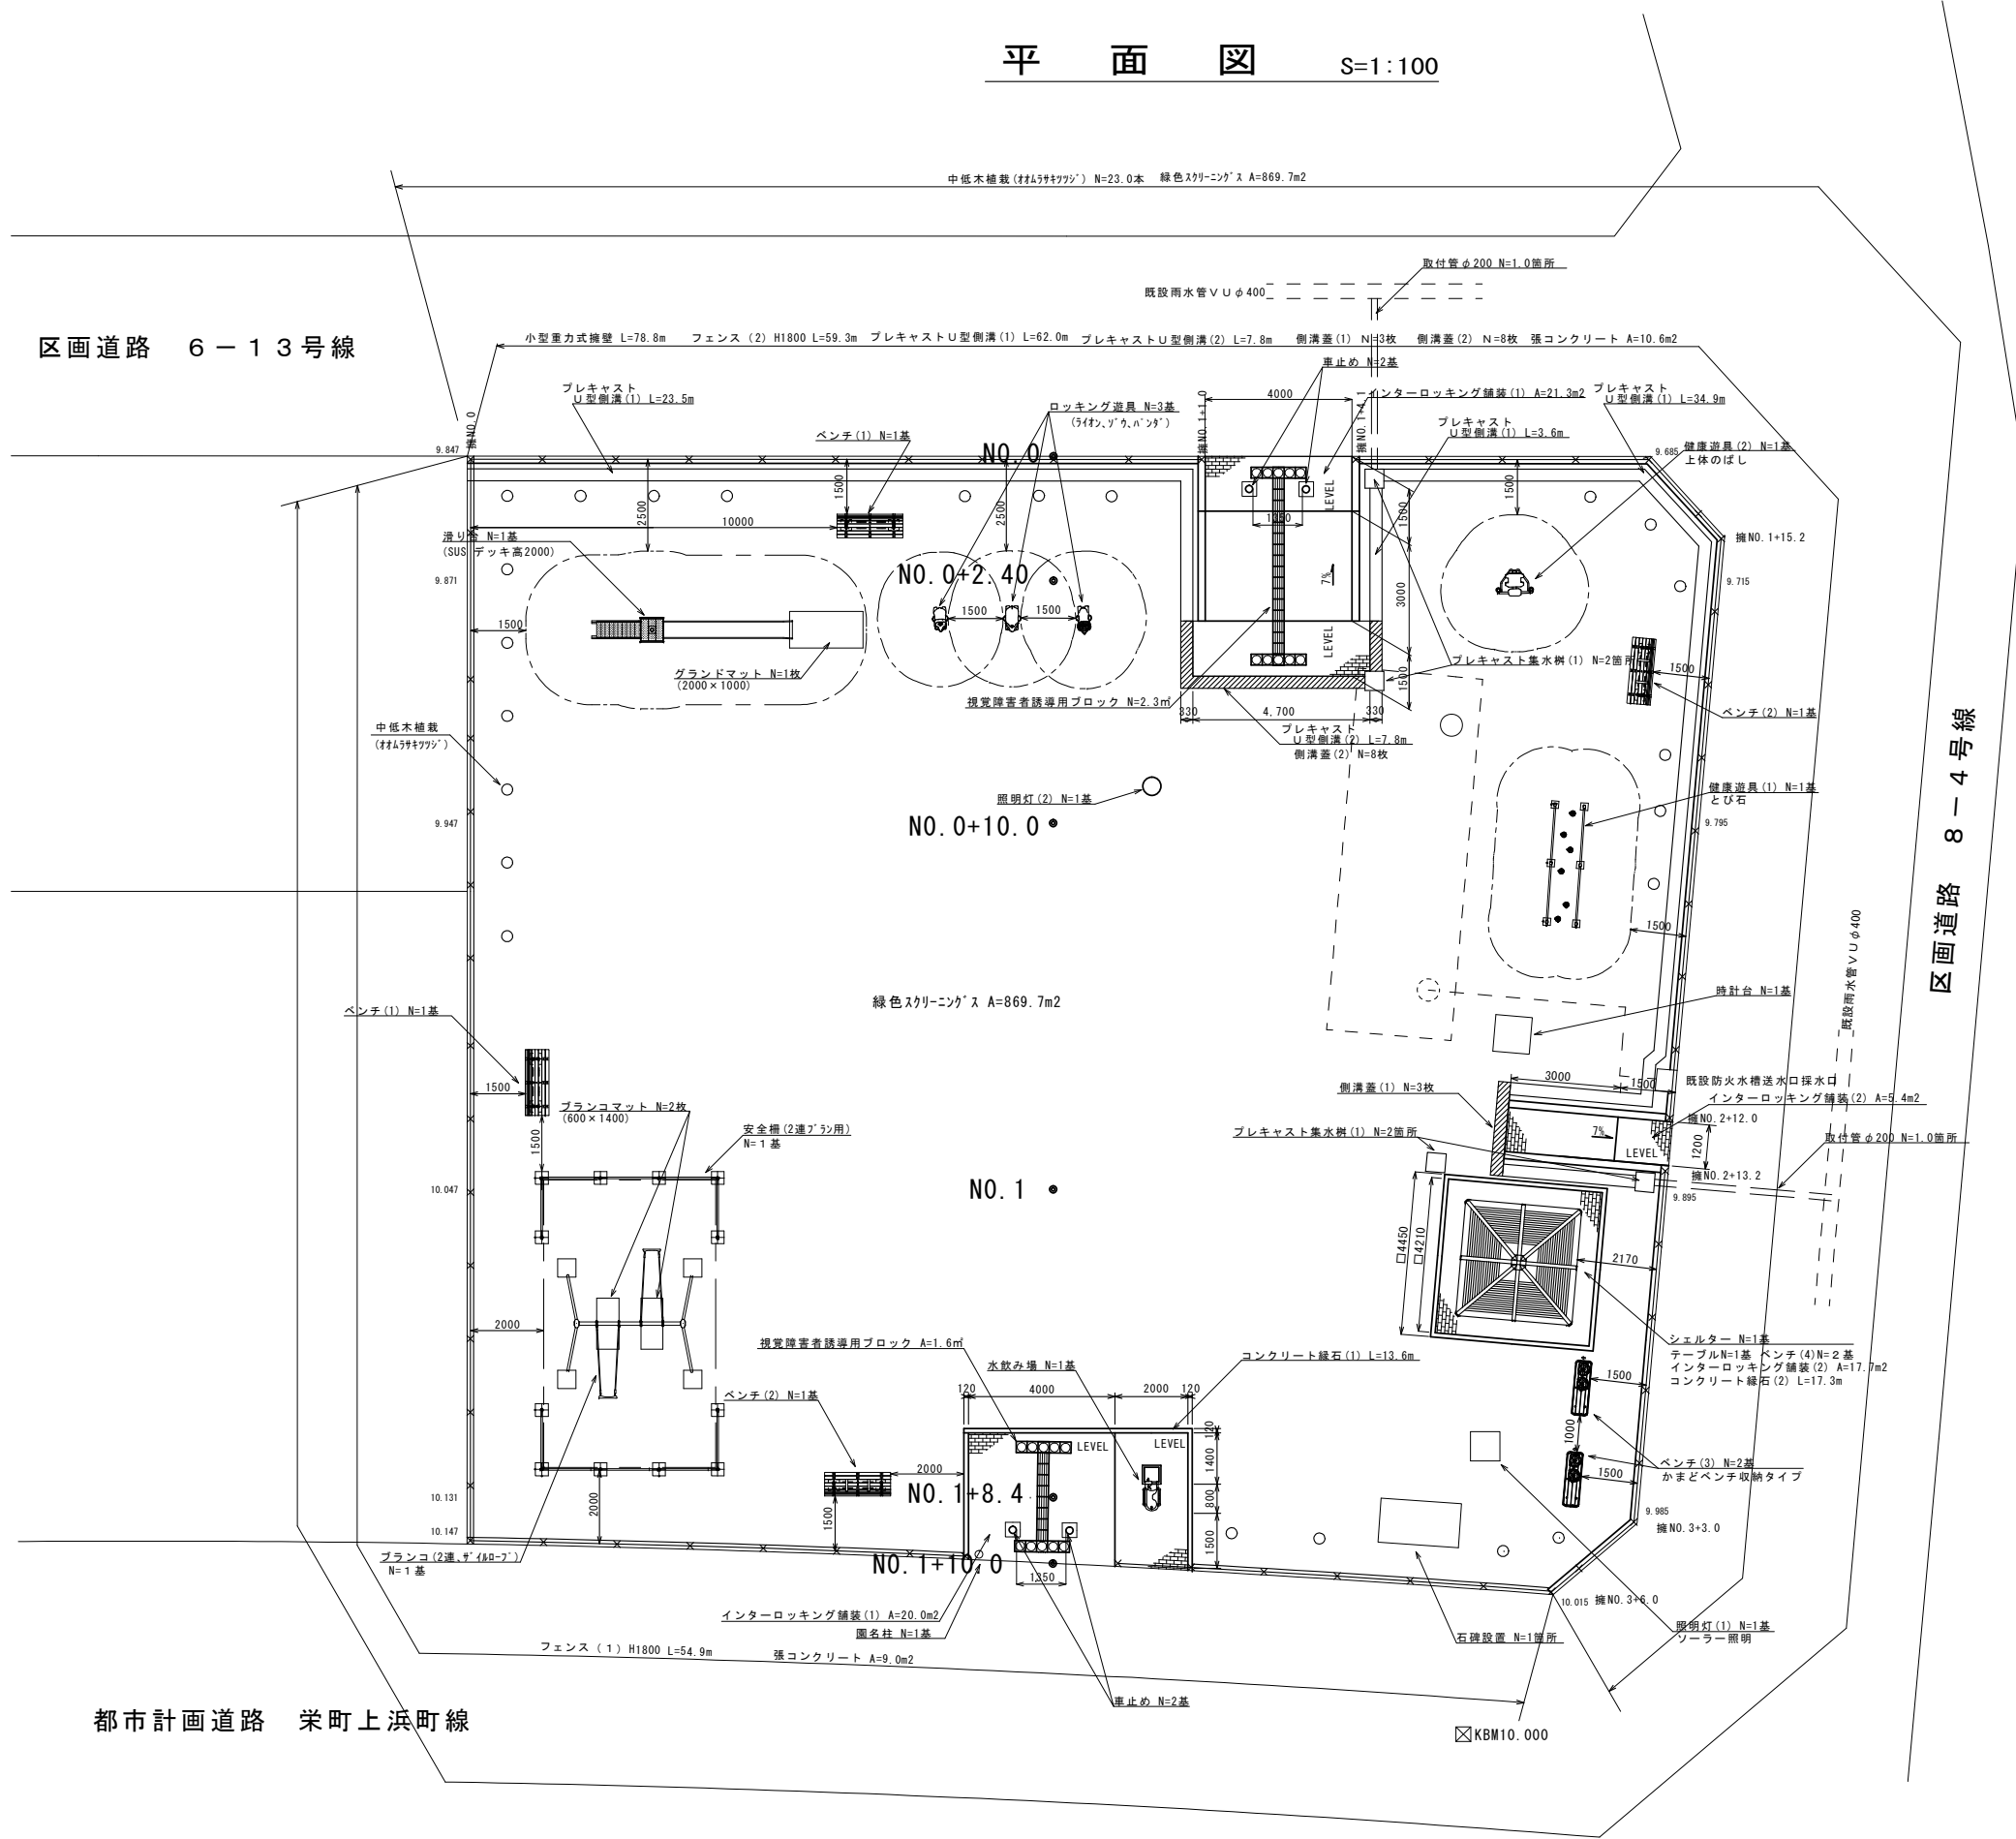 平　面　図　S=1:100
中低木植栽(オオムラサキツツジ) N=23.0本　緑色スクリーニングス A=869.7m2
取付管φ200 N=1.0箇所
既設雨水管ＶＵφ400
区画道路　６－１３号線
小型重力式擁壁 L=78.8m　フェンス（2）H1800 L=59.3m　プレキャストＵ型側溝(1) L=62.0m　プレキャストＵ型側溝(2) L=7.8m　側溝蓋(1) N=3枚　側溝蓋(2) N=8枚　張コンクリート A=10.6m2
車止め N=2基
プレキャスト
Ｕ型側溝(1) L=23.5m
4000
インターロッキング舗装(1) A=21.3m2
プレキャスト
Ｕ型側溝(1) L=34.9m
擁NO.0
擁NO.1+1.0
擁NO.1+4.1
ロッキング遊具 N=3基
(ライオン、ゾウ、パンダ)
プレキャスト
Ｕ型側溝(1) L=3.6m
ベンチ(1) N=1基
健康遊具(2) N=1基
上体のばし
9.847
NO.0
9.685
1500
2500
2500
1500
LEVEL
1500
10000
1350
滑り台 N=1基
(SUS デッキ高2000)
擁NO.1+15.2
9.871
NO.0+2.40
7%
3000
9.715
1500
1500
1500
LEVEL
グランドマット N=1枚
(2000×1000)
プレキャスト集水桝(1) N=2箇所
1500
1500
視覚障害者誘導用ブロック N=2.3㎡
330
4,700
330
ベンチ(2) N=1基
中低木植栽
(オオムラサキツツジ)
プレキャスト
Ｕ型側溝(2) L=7.8m
側溝蓋(2) N=8枚
区画道路　８－４号線
照明灯(2) N=1基
健康遊具(1) N=1基
とび石
9.947
NO.0+10.0
9.795
1500
既設雨水管ＶＵφ400
時計台 N=1基
緑色スクリーニングス A=869.7m2
ベンチ(1) N=1基
1500
1500
側溝蓋(1) N=3枚
3000
1500
既設防火水槽送水口採水口
インターロッキング舗装(2) A=5.4m2
ブランコマット N=2枚
(600×1400)
安全柵(2連ブラン用)
N=１基
プレキャスト集水桝(1) N=2箇所
7%
LEVEL
擁NO.2+12.0
1200
取付管φ200 N=1.0箇所
擁NO.2+13.2
9.895
10.047
NO.1
□4450
□4210
2170
2000
視覚障害者誘導用ブロック A=1.6㎡
水飲み場 N=1基
コンクリート縁石(1) L=13.6m
シェルター N=1基
テーブルN=1基 ベンチ(4)N=２基
インターロッキング舗装(2) A=17.7m2
コンクリート縁石(2) L=17.3m
ベンチ(2) N=1基
120
4000
2000
120
1500
120
LEVEL
LEVEL
1400
1000
2000
ベンチ(3) N=2基
かまどベンチ収納タイプ
1500
10.131
NO.1+8.4
800
2000
1500
9.985
擁NO.3+3.0
10.147
1500
ブランコ(2連、ザイルロープ)
N=１基
NO.1+10.0
1350
10.015
擁NO.3+6.0
インターロッキング舗装(1) A=20.0m2
園名柱 N=1基
照明灯(1) N=1基
ソーラー照明
石碑設置 N=1箇所
フェンス（１）H1800 L=54.9m
張コンクリート A=9.0m2
車止め N=2基
都市計画道路　栄町上浜町線
KBM10.000